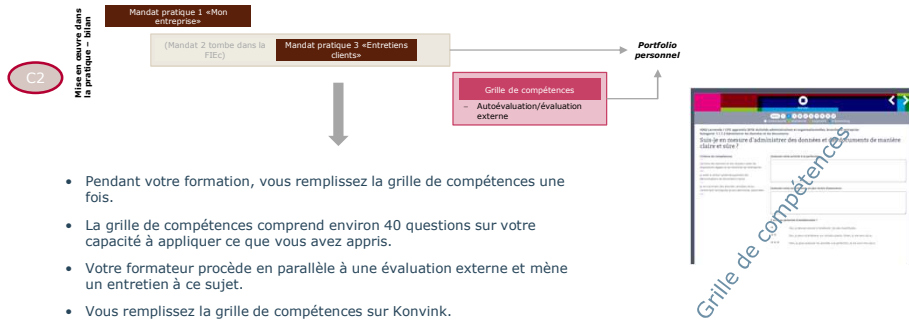 Mandat pratique 1 «Mon
entreprise»
Mise en œuvre dans
la pratique – bilan
(Mandat 2 tombe dans la
FIEc)
Mandat pratique 3 «Entretiens
clients»
Portfolio
personnel
C2
Grille de compétences
– Autoévaluation/évaluation
externe
Suis-je en mesure d'administrer des données et des documents de manière
claire et sûre ?
Grille de compétences
• Pendant votre formation, vous remplissez la grille de compétences une
fois.
• La grille de compétences comprend environ 40 questions sur votre
capacité à appliquer ce que vous avez appris.
• Votre formateur procède en parallèle à une évaluation externe et mène
un entretien à ce sujet.
• Vous remplissez la grille de compétences sur Konvink.